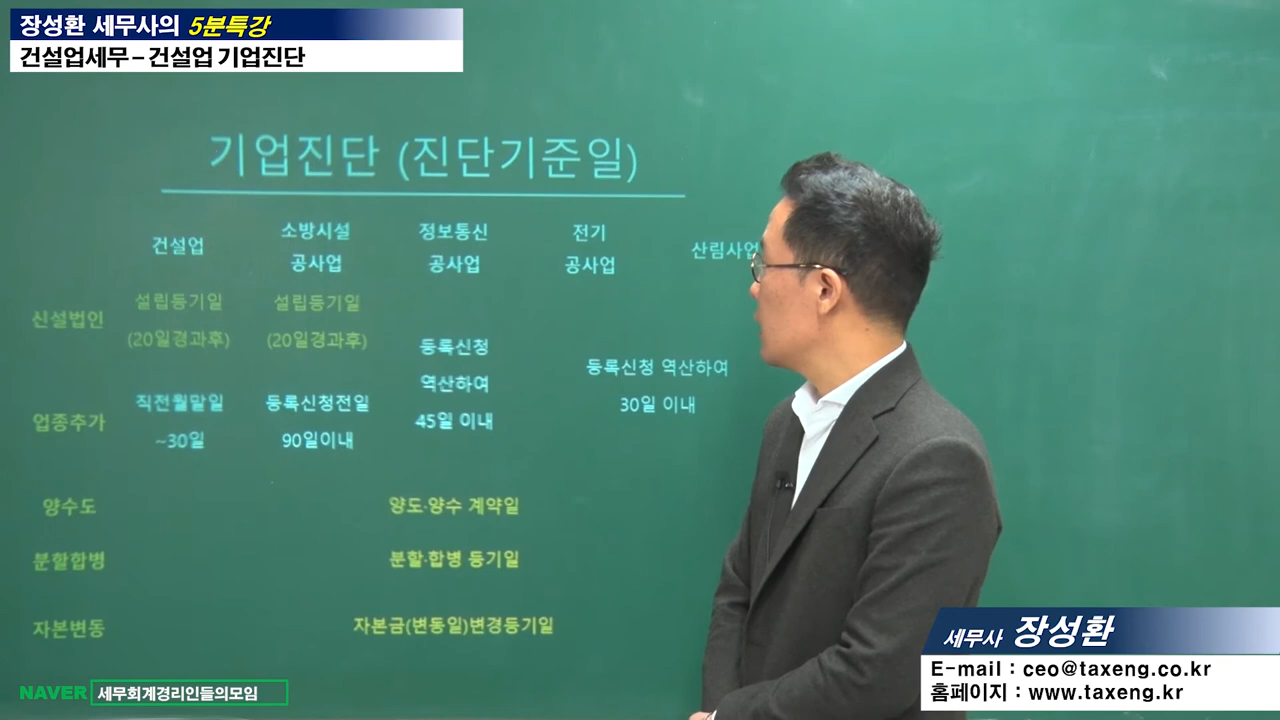 장성환 세무사의 5분특강
건설업세무-건설업 기업진단
기업진단 (진단기준일)
건설업
소방시설
공사업
정보통신
공사업
전기
공사업
산림사업
신설법인
설립등기일
(20일경과후)
설립등기일
(20일경과후)
등록신청
역산하여
45일 이내
등록신청 역산하여
30일 이내
업종추가
직전월말일
~30일
등록신청전일
90일이내
양수도
양도·양수 계약일
분할합병
분할·합병 등기일
자본변동
자본금(변동일)변경등기일
세무사 장성환
E-mail : ceo@taxeng.co.kr
홈페이지 : www.taxeng.kr
NAVER 세무회계경리인들의모임